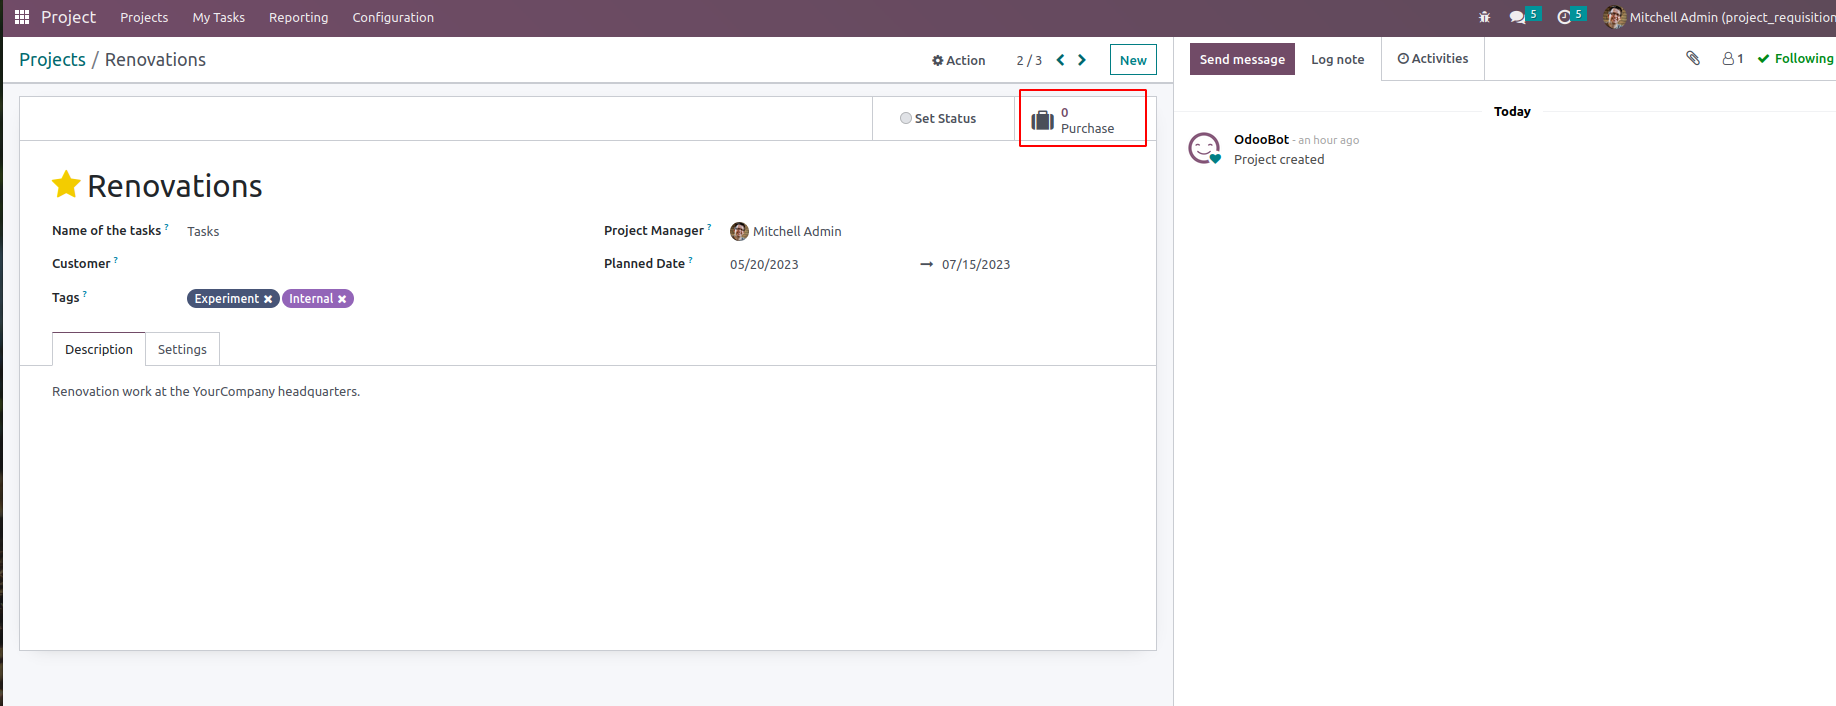 Project Projects My Tasks Reporting Configuration 5 5 Mitchell Admin (project_requisition
Projects / Renovations Action 2 / 3 New Send message Log note Activities 1 Following
Set Status 0 Purchase
Today
OdooBot - an hour ago
Project created
Renovations
Name of the tasks ? Tasks Project Manager ? Mitchell Admin
Customer ? Planned Date ? 05/20/2023 → 07/15/2023
Tags ? Experiment × Internal ×
Description Settings
Renovation work at the YourCompany headquarters.